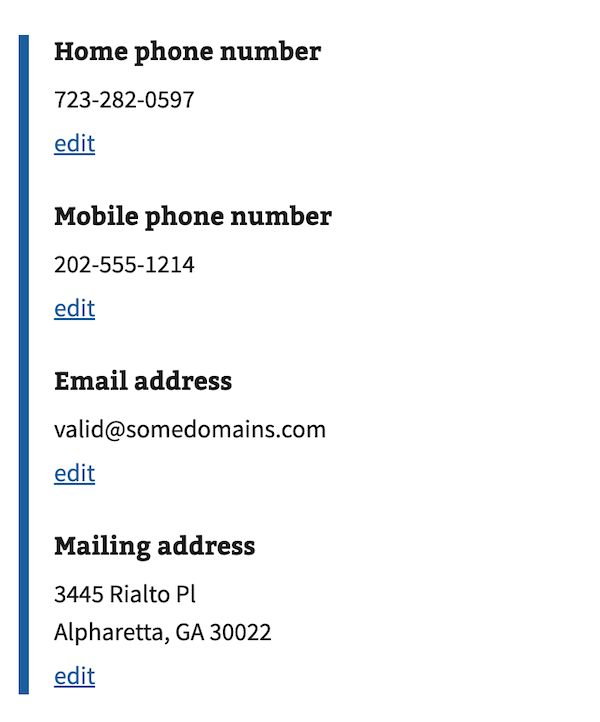 Home phone number
723-282-0597
edit
Mobile phone number
202-555-1214
edit
Email address
valid@somedomains.com
edit
Mailing address
3445 Rialto Pl
Alpharetta, GA 30022
edit